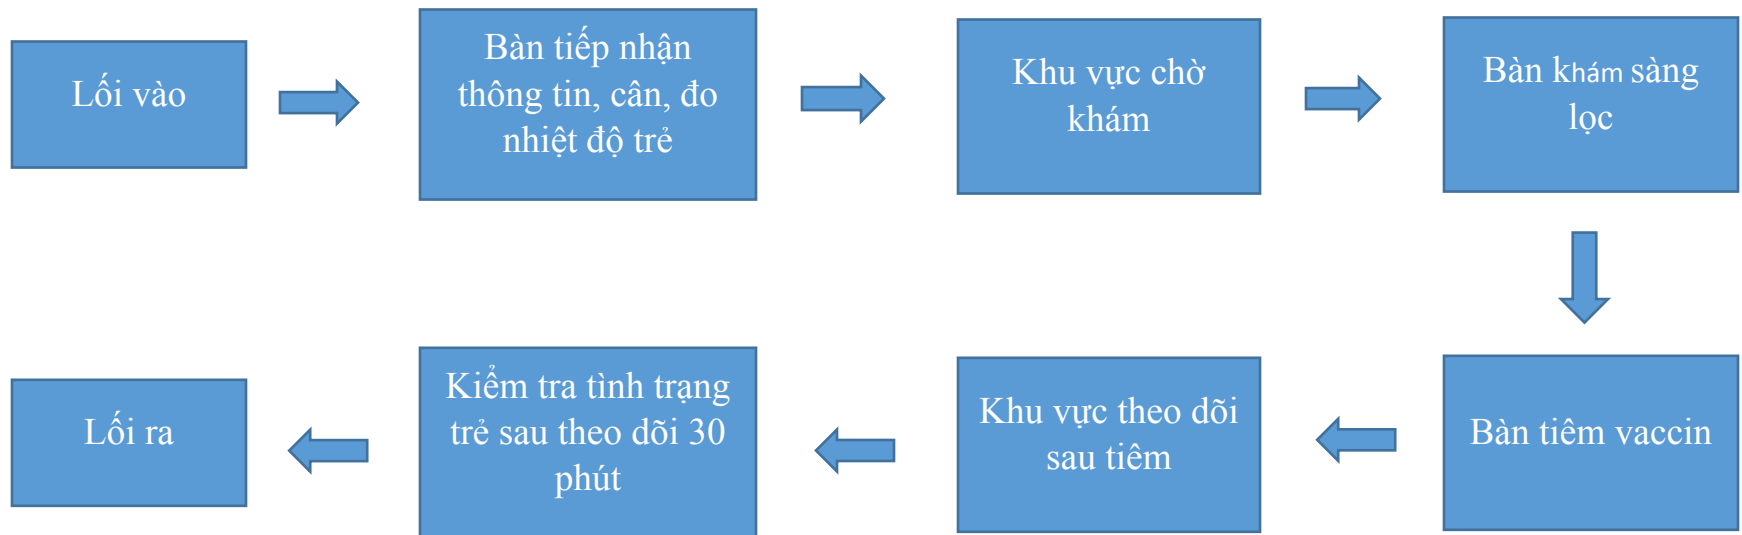 Lối vào
Bàn tiếp nhận
thông tin, cân, đo
nhiệt độ trẻ
Khu vực chờ
khám
Bàn khám sàng
lọc
Bàn tiêm vaccin
Khu vực theo dõi
sau tiêm
Kiểm tra tình trạng
trẻ sau theo dõi 30
phút
Lối ra